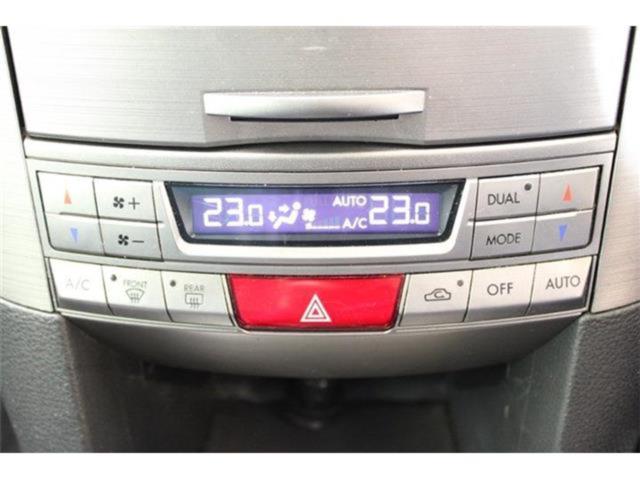 AUTO
23.0 A/C 23.0
DUAL
MODE
A/C FRONT REAR OFF AUTO